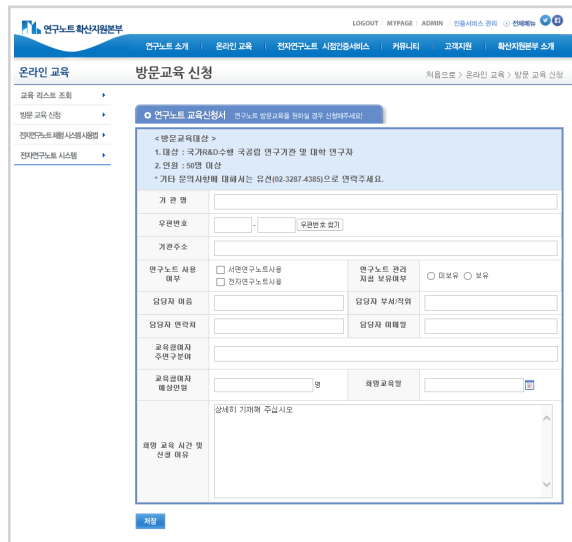 연구노트 확산지원본부
LOGOUT | MYPAGE | ADMIN | 인증서비스 관리 전체메뉴
연구노트 소개 | 온라인 교육 | 전자연구노트 시점인증서비스 | 커뮤니티 | 고객지원 | 확산지원본부 소개
온라인 교육
교육 리스트 조회
방문 교육 신청
전자연구노트 체험 시스템 사용법
전자연구노트 시스템
방문교육 신청
처음으로 > 온라인 교육 > 방문 교육 신청
연구노트 교육신청서 연구노트 방문교육을 원하실 경우 신청해주세요!
< 방문교육대상 >
1. 대상 : 국가R&D수행 국공립 연구기관 및 대학 연구자
2. 인원 : 50명 이상
* 기타 문의사항에 대해서는 유선(02-3287-4385)으로 연락주세요.
기 관 명
우편번호 - 우편번호 찾기
기관주소
연구노트 사용
여부
서면연구노트사용
전자연구노트사용
연구노트 관리
지침 보유여부
미보유 보유
담당자 이름
담당자 부서/직위
담당자 연락처
담당자 이메일
교육참여자
주연구분야
교육참여자
예상인원
명
희망교육일
희망 교육 시간 및
신청 이유
상세히 기재해 주십시오
저장